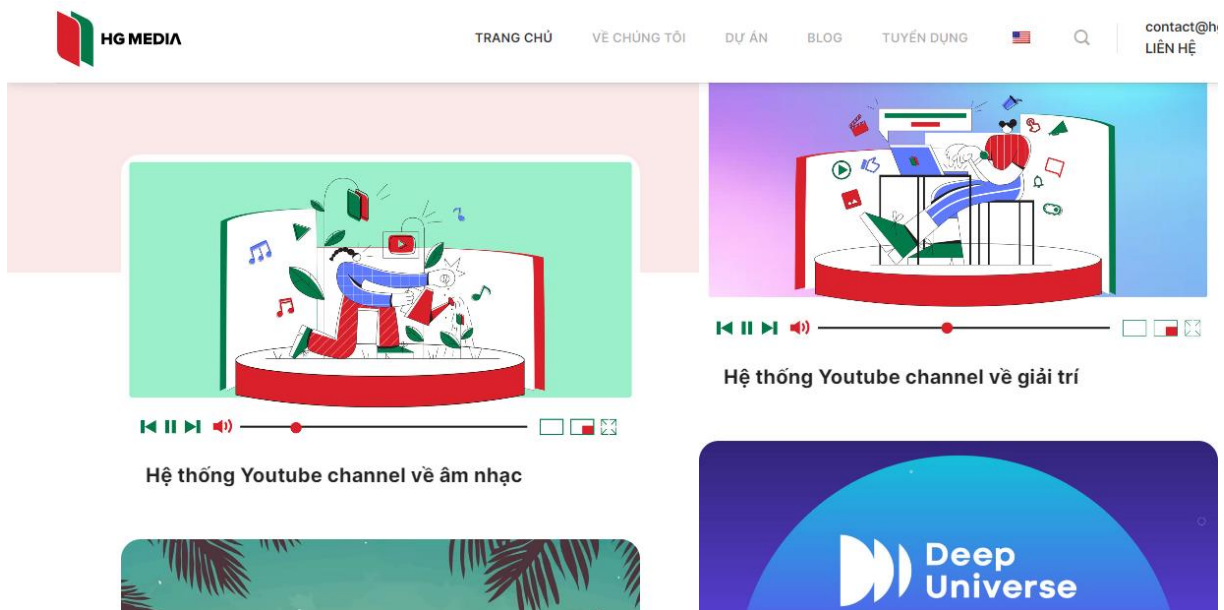 HG MEDIA
TRANG CHỦ
VỀ CHÚNG TÔI
DỰ ÁN
BLOG
TUYỂN DỤNG
contact@hg
LIÊN HỆ
Hệ thống Youtube channel về giải trí
Hệ thống Youtube channel về âm nhạc
Deep
Universe